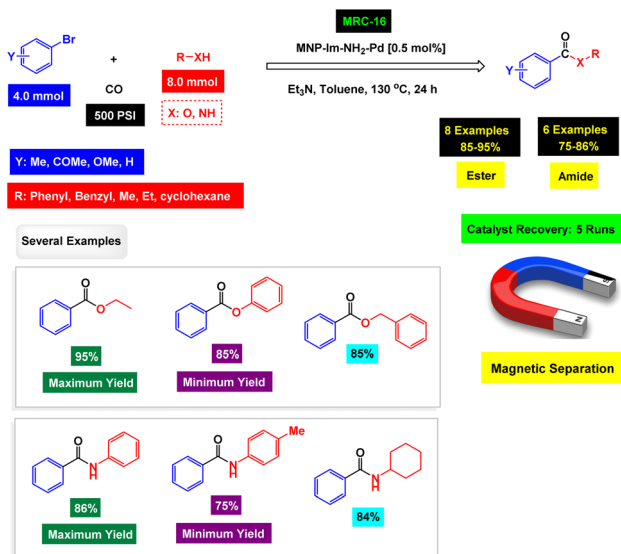 MRC-16
Y
Br
+
R–XH
MNP-Im-NH2-Pd [0.5 mol%]
Et3N, Toluene, 130 ºC, 24 h
Y
O
X
R
4.0 mmol
CO
8.0 mmol
500 PSI
X: O, NH
8 Examples
85-95%
6 Examples
75-86%
Y: Me, COMe, OMe, H
Ester
Amide
R: Phenyl, Benzyl, Me, Et, cyclohexane
Several Examples
Catalyst Recovery: 5 Runs
O
O
O
O
O
O
95%
85%
85%
Maximum Yield
Minimum Yield
N
Magnetic Separation
O
N
H
O
N
H
Me
O
N
H
86%
75%
84%
Maximum Yield
Minimum Yield